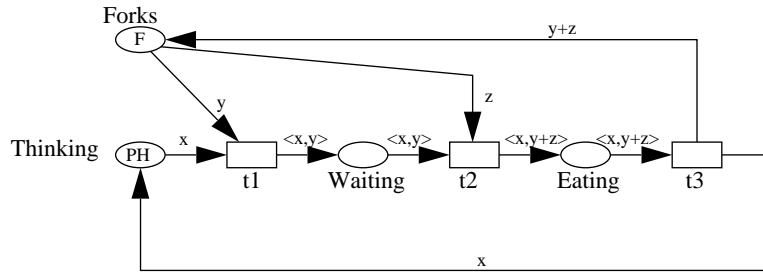 Forks
F
y+z
y
z
Thinking
PH
x
<x,y>
<x,y>
<x,y+z>
<x,y+z>
t1
Waiting
t2
Eating
t3
x